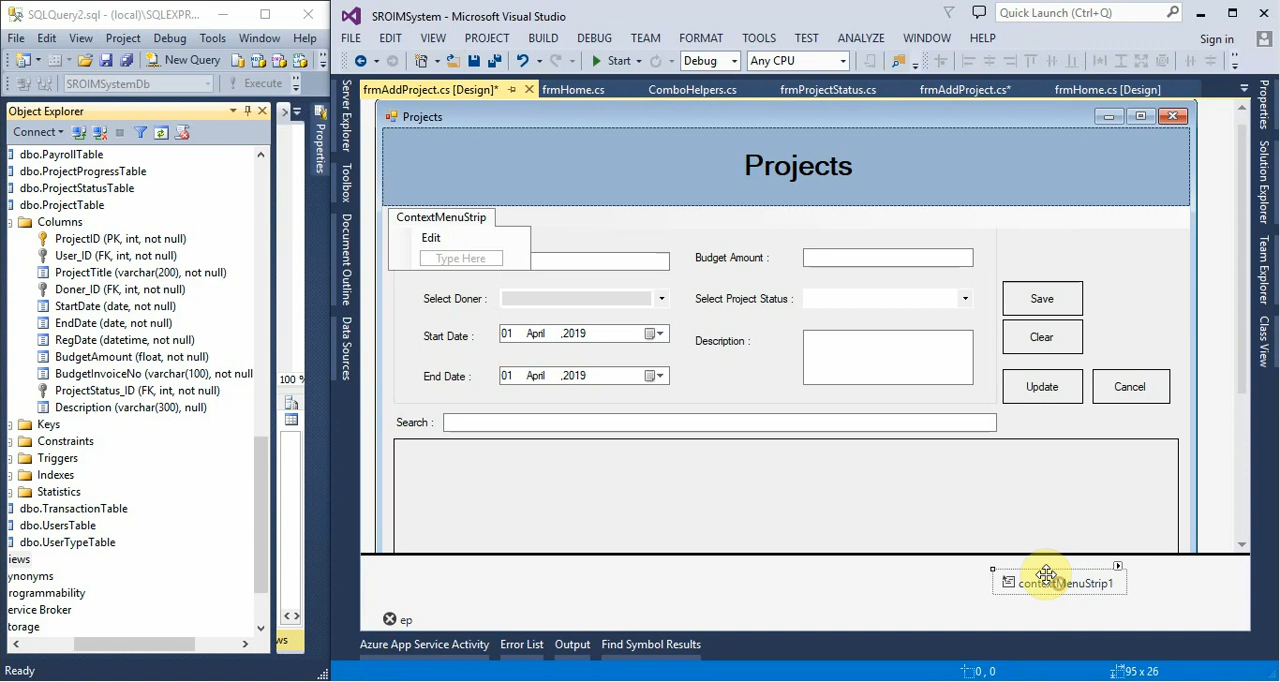 SQLQuery2.sql - (local)\SQLEXPR...
File Edit View Project Debug Tools Window Help
New Query
SROIMSystemDb Execute
Object Explorer
Connect
dbo.PayrollTable
dbo.ProjectProgressTable
dbo.ProjectStatusTable
dbo.ProjectTable
Columns
ProjectID (PK, int, not null)
User_ID (FK, int, not null)
ProjectTitle (varchar(200), not null)
Doner_ID (FK, int, not null)
StartDate (date, not null)
EndDate (date, not null)
RegDate (datetime, not null)
BudgetAmount (float, not null)
BudgetInvoiceNo (varchar(100), not null
ProjectStatus_ID (FK, int, not null)
Description (varchar(300), null)
Keys
Constraints
Triggers
Indexes
Statistics
dbo.TransactionTable
dbo.UsersTable
dbo.UserTypeTable
iews
ynonyms
rogrammability
ervice Broker
torage
Ready
Properties
100 %
ws
SROIMSystem - Microsoft Visual Studio
Quick Launch (Ctrl+Q)
FILE EDIT VIEW PROJECT BUILD DEBUG TEAM FORMAT TOOLS TEST ANALYZE WINDOW HELP
Sign in
Start Debug Any CPU
frmAddProject.cs [Design]* frmHome.cs ComboHelpers.cs frmProjectStatus.cs frmAddProject.cs* frmHome.cs [Design]
Server Explorer
Toolbox
Document Outline
Data Sources
Projects
Projects
ContextMenuStrip
Edit
Type Here
Budget Amount :
Select Doner :
Select Project Status :
Save
Start Date :
01 April ,2019
Description :
Clear
End Date :
01 April ,2019
Update
Cancel
Search :
contextMenuStrip1
ep
Azure App Service Activity Error List Output Find Symbol Results
0 , 0
95 x 26
Properties
Solution Explorer
Team Explorer
Class View